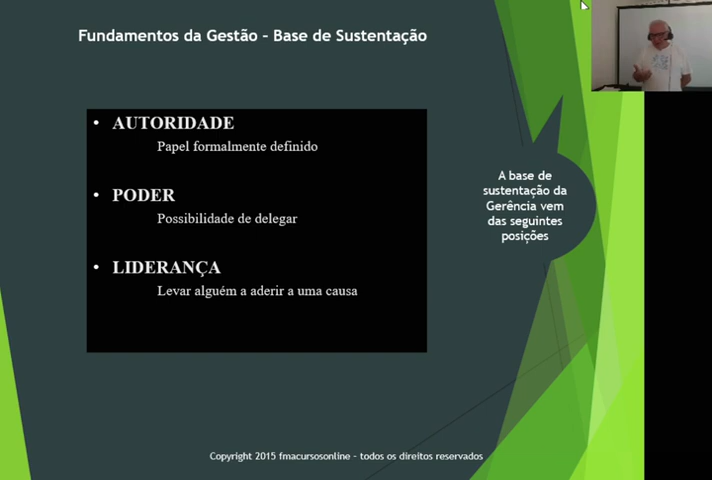 Fundamentos da Gestão - Base de Sustentação
• AUTORIDADE
Papel formalmente definido
• PODER
Possibilidade de delegar
• LIDERANÇA
Levar alguém a aderir a uma causa
A base de
sustentação da
Gerência vem
das seguintes
posições
Copyright 2015 fmacursosonline - todos os direitos reservados